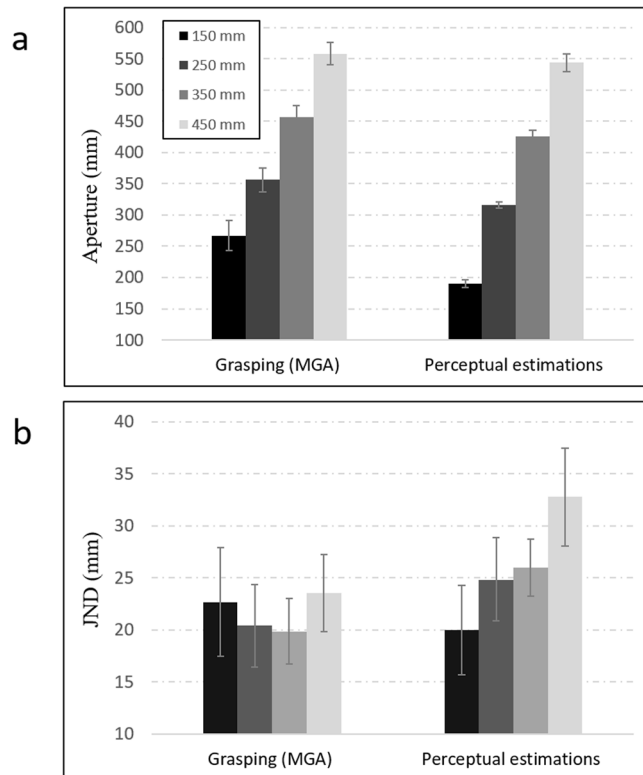 a
600
550
500
450
400
350
300
250
200
150
100
Aperture (mm)
150 mm
250 mm
350 mm
450 mm
Grasping (MGA) Perceptual estimations
b
40
35
30
25
20
15
10
JND (mm)
Grasping (MGA) Perceptual estimations